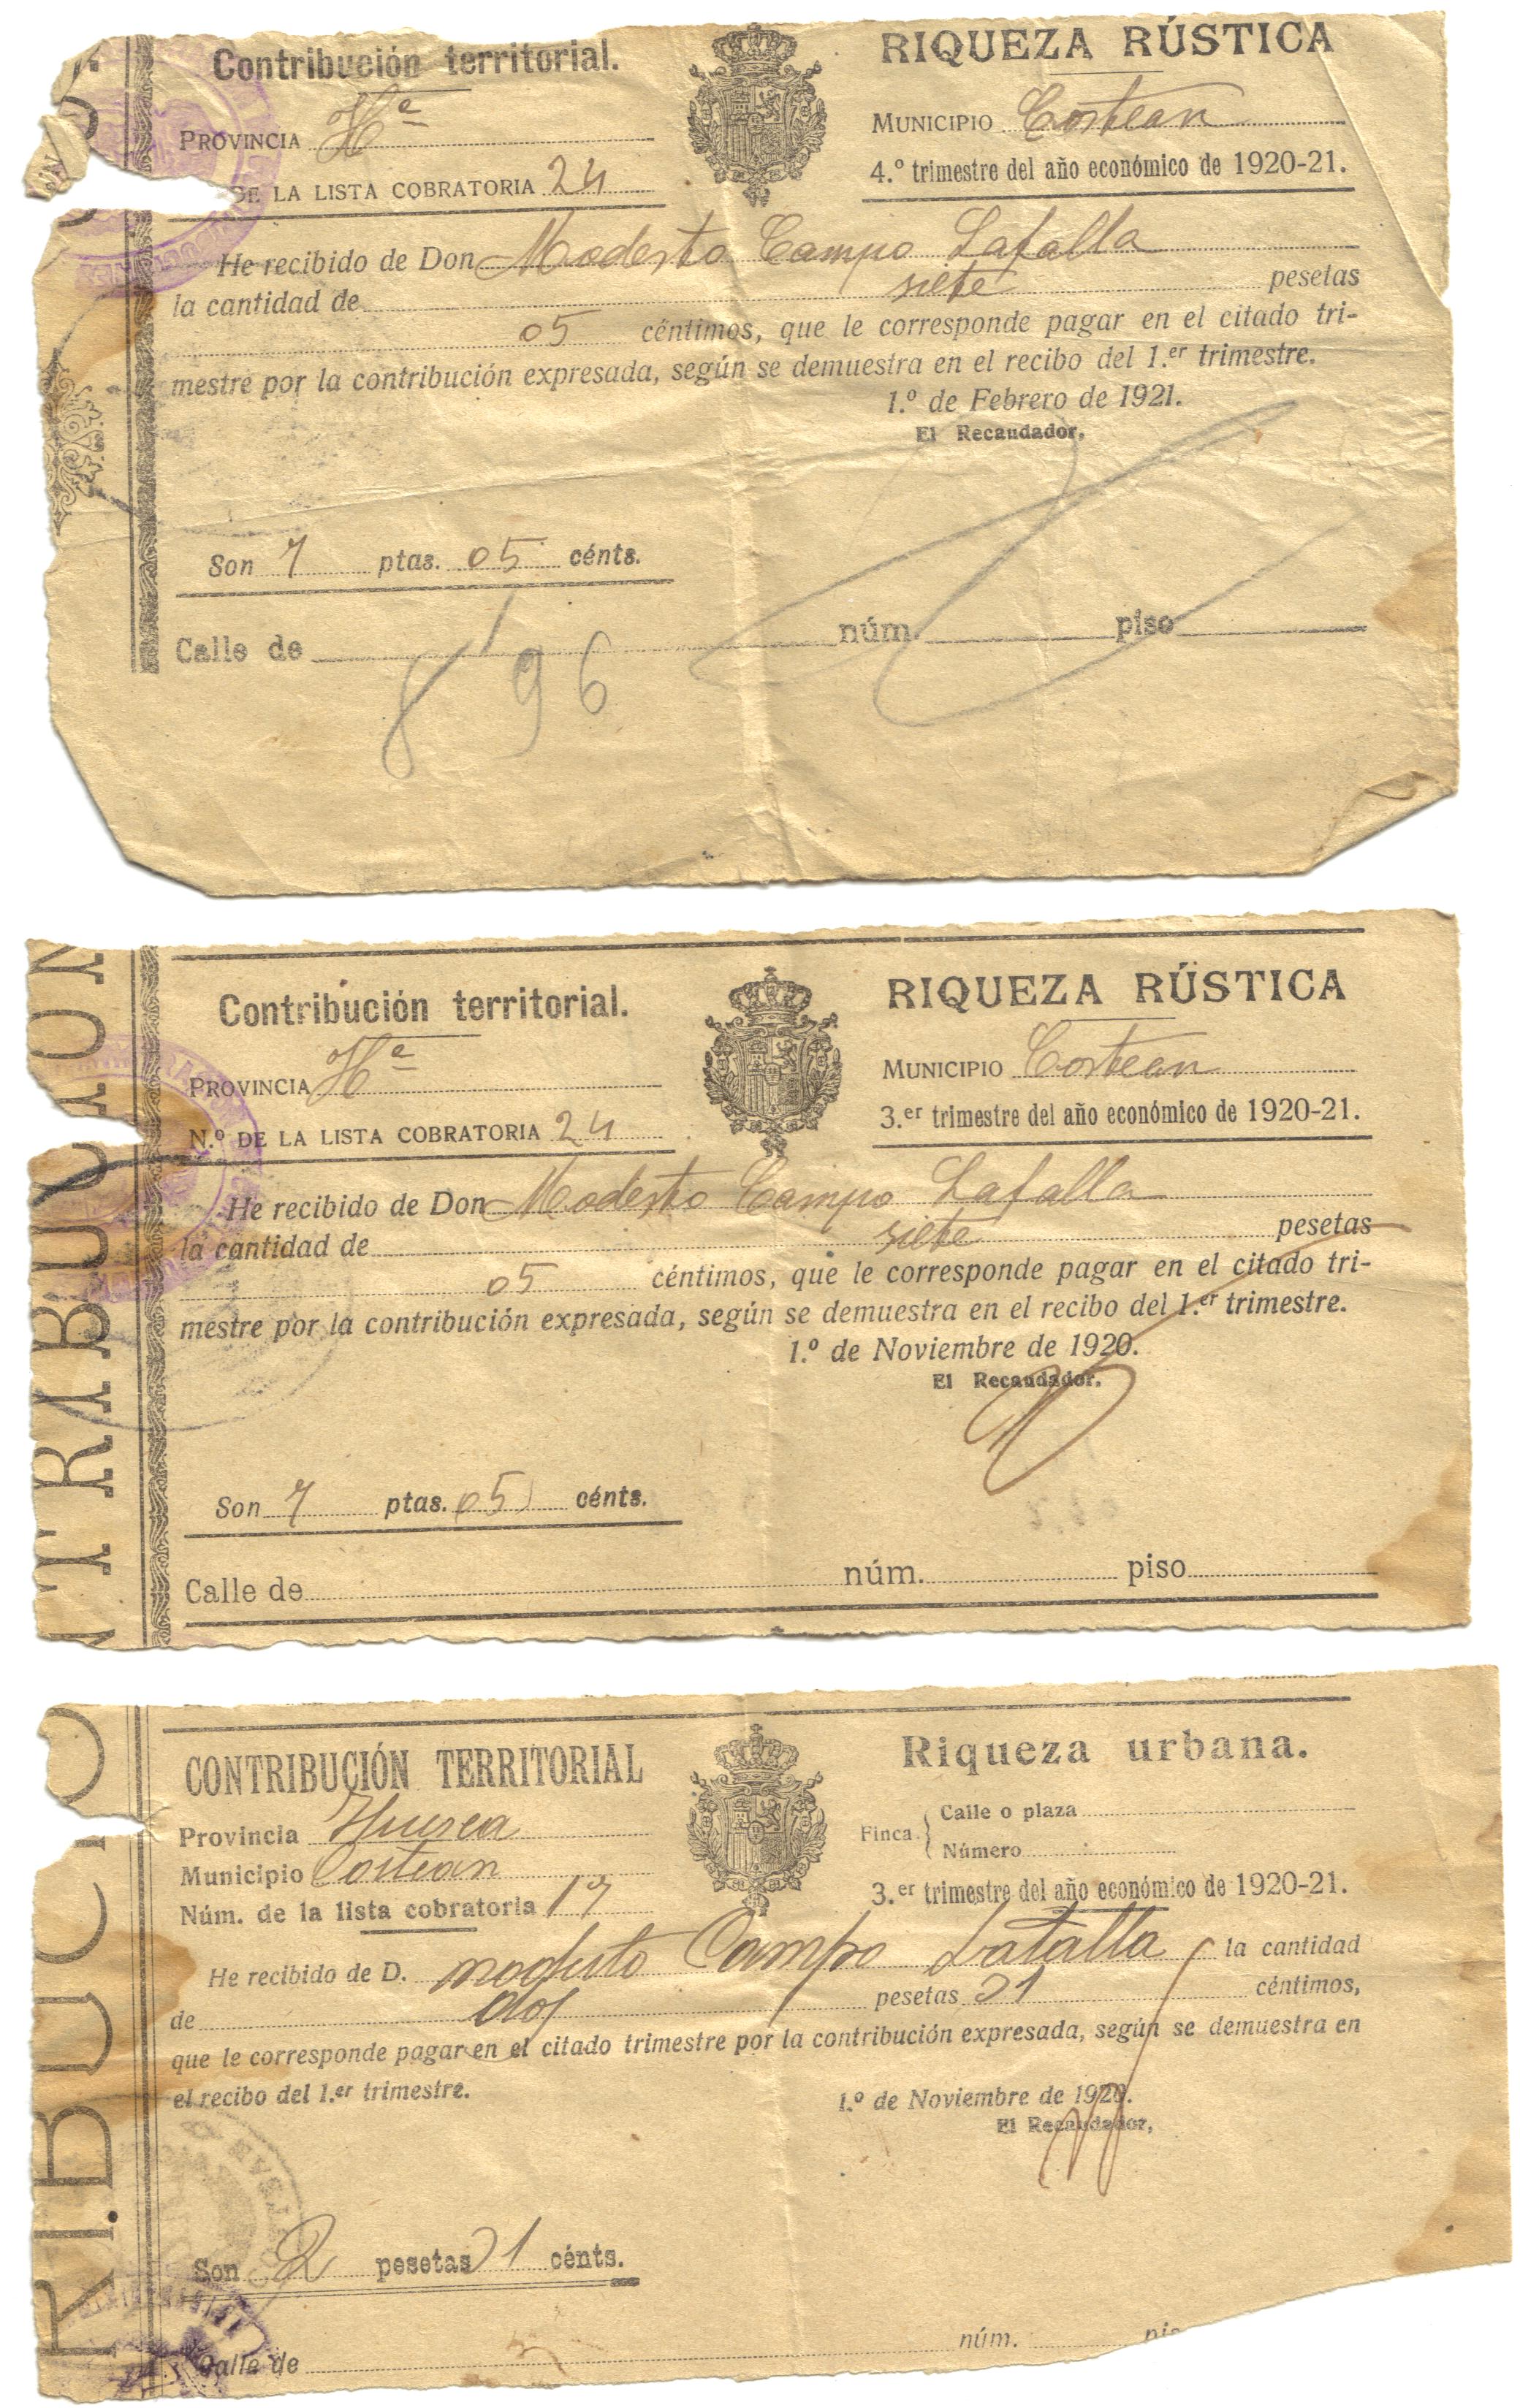 Contribución territorial.
RIQUEZA RÚSTICA
PROVINCIA Hª
MUNICIPIO Costean
DE LA LISTA COBRATORIA 24
4.º trimestre del año económico de 1920-21.
He recibido de Don Modesto Campo Lafalla
la cantidad de siete pesetas
05 céntimos, que le corresponde pagar en el citado tri-
mestre por la contribución expresada, según se demuestra en el recibo del 1.er trimestre.
1.º de Febrero de 1921.
El Recaudador,
Son 7 ptas. 05 cénts.
Calle de núm. piso
8'96
Contribución territorial.
RIQUEZA RÚSTICA
PROVINCIA Hª
MUNICIPIO Costean
N.º DE LA LISTA COBRATORIA 24
3.er trimestre del año económico de 1920-21.
He recibido de Don Modesto Campo Lafalla
la cantidad de siete pesetas
05 céntimos, que le corresponde pagar en el citado tri-
mestre por la contribución expresada, según se demuestra en el recibo del 1.er trimestre.
1.º de Noviembre de 1920.
El Recaudador,
Son 7 ptas. 05 cénts.
Calle de núm. piso
TRIBUCION
CONTRIBUCIÓN TERRITORIAL
Riqueza urbana.
Provincia Huesca
Finca Calle o plaza
Número
Municipio Costean
Núm. de la lista cobratoria 17
3.er trimestre del año económico de 1920-21.
He recibido de D. Modesto Campo Lafalla la cantidad
de dos pesetas 21 céntimos,
que le corresponde pagar en el citado trimestre por la contribución expresada, según se demuestra en
el recibo del 1.er trimestre.
1.º de Noviembre de 1920.
El Recaudador,
Son 2 pesetas 21 cénts.
Calle de núm.
RIBUCIO